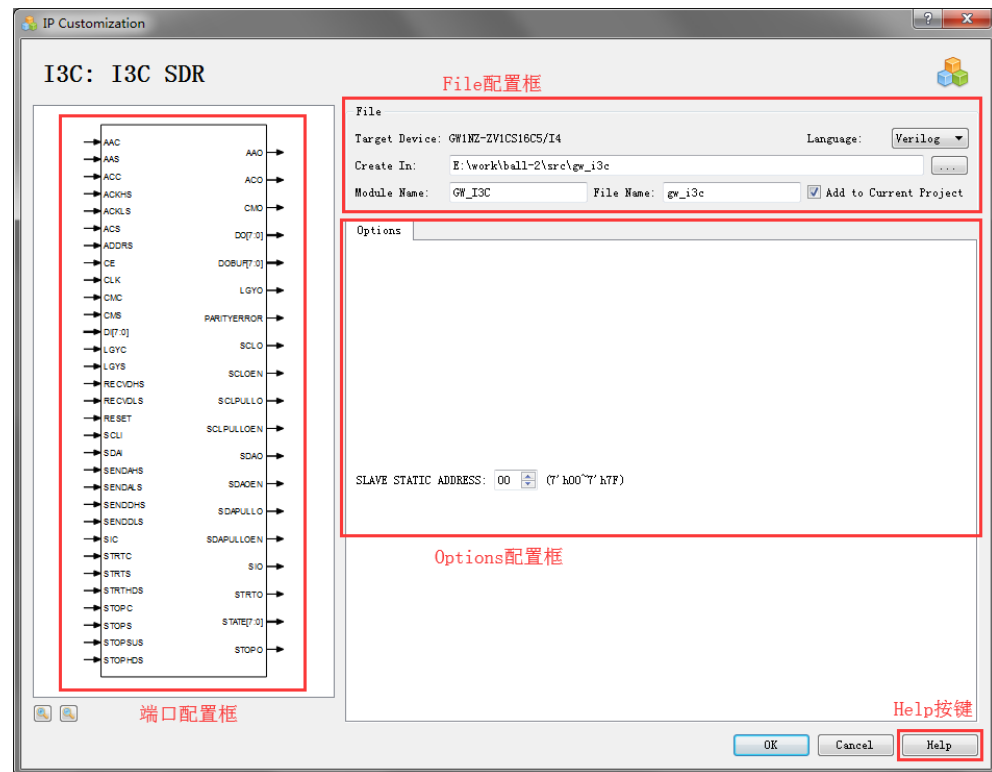 IP Customization
I3C: I3C SDR
File配置框
File
Target Device: GW1NZ-ZV1CS16C5/I4 Language: Verilog
Create In: E:\work\ball-2\src\gw_i3c ...
Module Name: GW_I3C File Name: gw_i3c Add to Current Project
Options
AAC
AAS
ACC
ACKHS
ACKLS
ACS
ADDRS
CE
CLK
CMC
CMS
DI[7:0]
LGYC
LGYS
RECVDHS
RECVDLS
RESET
SCLI
SDAI
SENDAHS
SENDALS
SENDDHS
SENDDLS
SIC
STRTC
STRTS
STRTHDS
STOPC
STOPS
STOPSUS
STOPHDS
AAO
ACO
CMO
DO[7:0]
DOBUF[7:0]
LGYO
PARITYERROR
SCLO
SCLOEN
SCLPULLO
SCLPULLOEN
SDAO
SDAOEN
SDAPULLO
SDAPULLOEN
SIO
STRTO
STATE[7:0]
STOPO
SLAVE STATIC ADDRESS: 00 (7'h00~7'h7F)
Options配置框
端口配置框
Help按键
OK Cancel Help